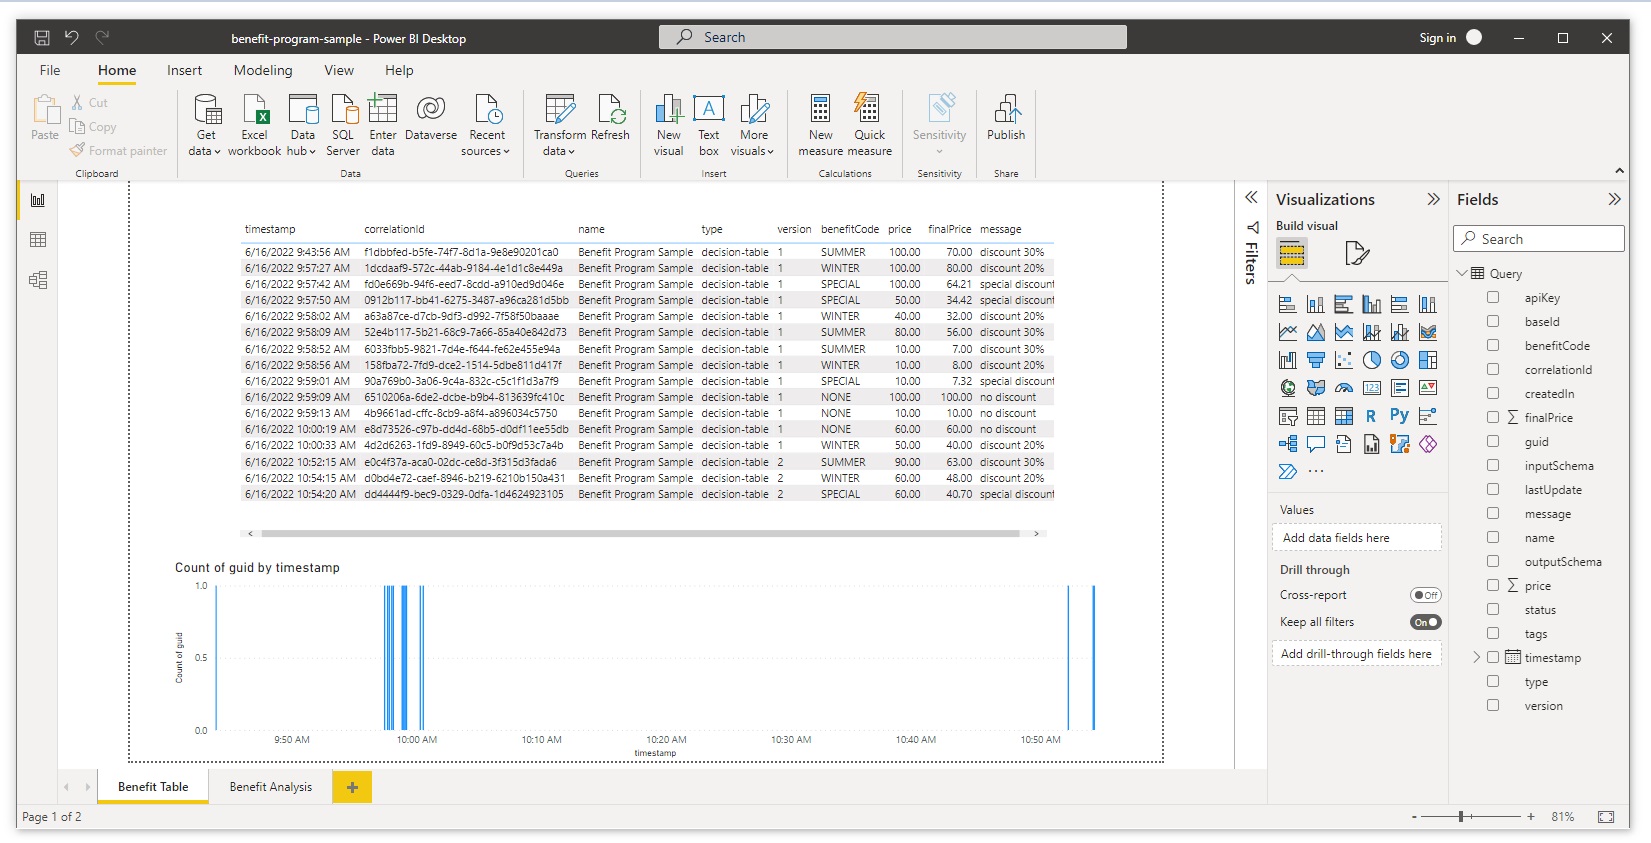 benefit-program-sample - Power BI Desktop
Search
Sign in
File Home Insert Modeling View Help
Paste
Cut
Copy
Format painter
Clipboard
Get data
Excel workbook
Data hub
SQL Server
Enter data
Dataverse
Recent sources
Data
Transform data
Refresh
Queries
New visual
Text box
More visuals
Insert
New measure
Quick measure
Calculations
Sensitivity
Sensitivity
Publish
Share
timestamp correlationId name type version benefitCode price finalPrice message
6/16/2022 9:43:56 AM f1dbbfed-b5fe-74f7-8d1a-9e8e90201ca0 Benefit Program Sample decision-table 1 SUMMER 100.00 70.00 discount 30%
6/16/2022 9:57:27 AM 1dcdaaf9-572c-44ab-9184-4e1d1c8e449a Benefit Program Sample decision-table 1 WINTER 100.00 80.00 discount 20%
6/16/2022 9:57:42 AM fd0e669b-94f6-eed7-8cdd-a910ed9d046e Benefit Program Sample decision-table 1 SPECIAL 100.00 64.21 special discount
6/16/2022 9:57:50 AM 0912b117-bb41-6275-3487-a96ca281d5bb Benefit Program Sample decision-table 1 SPECIAL 50.00 34.42 special discount
6/16/2022 9:58:02 AM a63a87ce-d7cb-9df3-d992-7f58f50baaae Benefit Program Sample decision-table 1 WINTER 40.00 32.00 discount 20%
6/16/2022 9:58:09 AM 52e4b117-5b21-68c9-7a66-85a40e842d73 Benefit Program Sample decision-table 1 SUMMER 80.00 56.00 discount 30%
6/16/2022 9:58:52 AM 6033fbb5-9821-7d4e-f644-fe62e455e94a Benefit Program Sample decision-table 1 SUMMER 10.00 7.00 discount 30%
6/16/2022 9:58:56 AM 158fba72-7fd9-dce2-1514-5dbe811d417f Benefit Program Sample decision-table 1 WINTER 10.00 8.00 discount 20%
6/16/2022 9:59:01 AM 90a769b0-3a06-9c4a-832c-c5c1f1d3a7f9 Benefit Program Sample decision-table 1 SPECIAL 10.00 7.32 special discount
6/16/2022 9:59:09 AM 6510206a-6de2-dcbe-b9b4-813639fc410c Benefit Program Sample decision-table 1 NONE 100.00 100.00 no discount
6/16/2022 9:59:13 AM 4b9661ad-cffc-8cb9-a8f4-a896034c5750 Benefit Program Sample decision-table 1 NONE 10.00 10.00 no discount
6/16/2022 10:00:19 AM e8d73526-c97b-dd4d-68b5-d0df11ee55db Benefit Program Sample decision-table 1 NONE 60.00 60.00 no discount
6/16/2022 10:00:33 AM 4d2d6263-1fd9-8949-60c5-b0f9d53c7a4b Benefit Program Sample decision-table 1 WINTER 50.00 40.00 discount 20%
6/16/2022 10:52:15 AM e0c4f37a-aca0-02dc-ce8d-3f315d3fada6 Benefit Program Sample decision-table 2 SUMMER 90.00 63.00 discount 30%
6/16/2022 10:54:15 AM d0bd4e72-caef-8946-b219-6210b150a431 Benefit Program Sample decision-table 2 WINTER 60.00 48.00 discount 20%
6/16/2022 10:54:20 AM dd4444f9-bec9-0329-0dfa-1d4624923105 Benefit Program Sample decision-table 2 SPECIAL 60.00 40.70 special discount
Count of guid by timestamp
Count of guid
1.0
0.5
0.0
9:50 AM 10:00 AM 10:10 AM 10:20 AM 10:30 AM 10:40 AM 10:50 AM
timestamp
Filters
Visualizations
Build visual
123
R
Py
Values
Add data fields here
Drill through
Cross-report Off
Keep all filters On
Add drill-through fields here
Fields
Search
Query
apiKey
baseId
benefitCode
correlationId
createdIn
finalPrice
guid
inputSchema
lastUpdate
message
name
outputSchema
price
status
tags
timestamp
type
version
Benefit Table Benefit Analysis +
Page 1 of 2
- + 81%